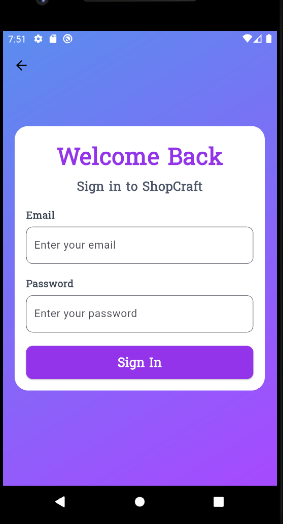 7:51
Welcome Back
Sign in to ShopCraft
Email
Enter your email
Password
Enter your password
Sign In